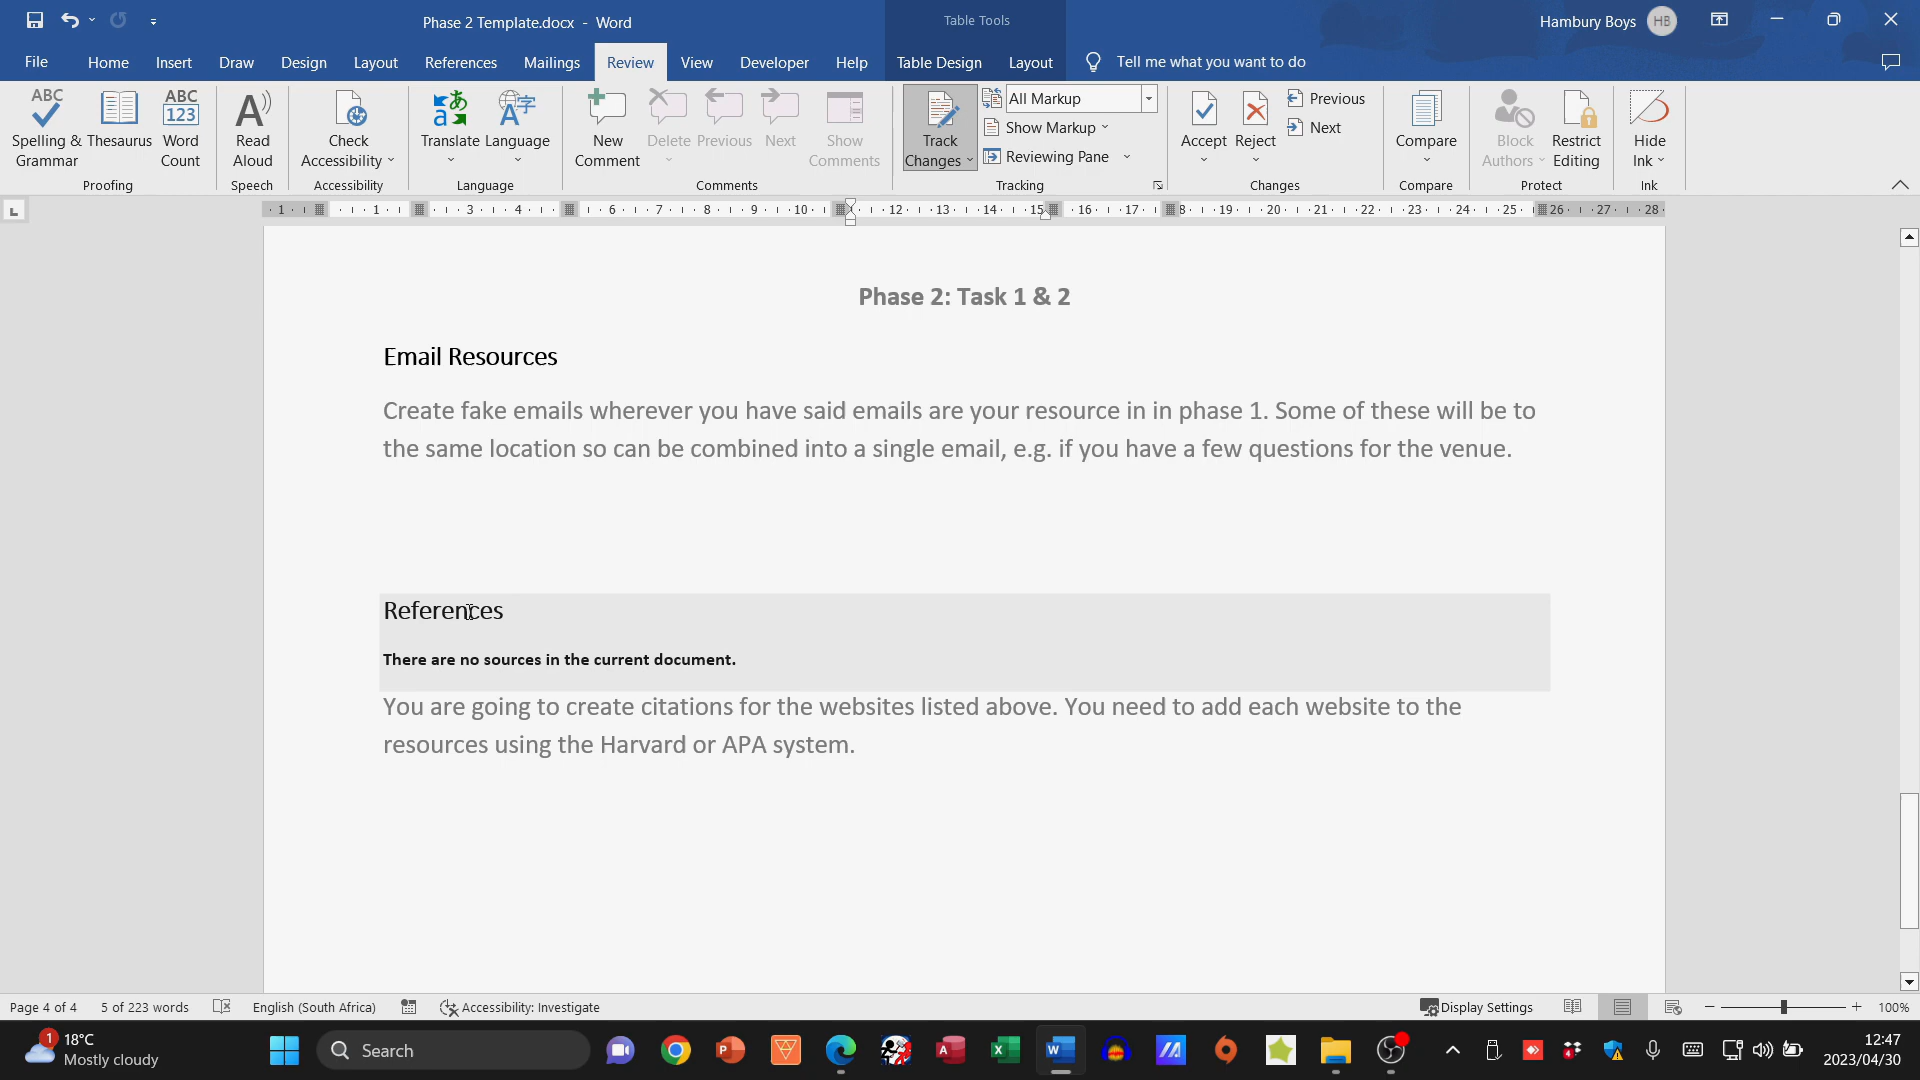 Phase 2 Template.docx - Word
Table Tools
Hambury Boys HB
File Home Insert Draw Design Layout References Mailings Review View Developer Help Table Design Layout Tell me what you want to do
ABC ABC
123
Spelling & Grammar
Thesaurus
Word Count
Read Aloud
Check Accessibility
Translate
Language
New Comment
Delete
Previous
Next
Show Comments
Track Changes
All Markup
Show Markup
Reviewing Pane
Accept
Reject
Previous
Next
Compare
Block Authors
Restrict Editing
Hide Ink
Proofing Speech Accessibility Language Comments Tracking Changes Compare Protect Ink
Phase 2: Task 1 & 2
Email Resources
Create fake emails wherever you have said emails are your resource in in phase 1. Some of these will be to
the same location so can be combined into a single email, e.g. if you have a few questions for the venue.
References
There are no sources in the current document.
You are going to create citations for the websites listed above. You need to add each website to the
resources using the Harvard or APA system.
Page 4 of 4 5 of 223 words English (South Africa) Accessibility: Investigate Display Settings 100%
1 18°C
Mostly cloudy
Search
12:47
2023/04/30